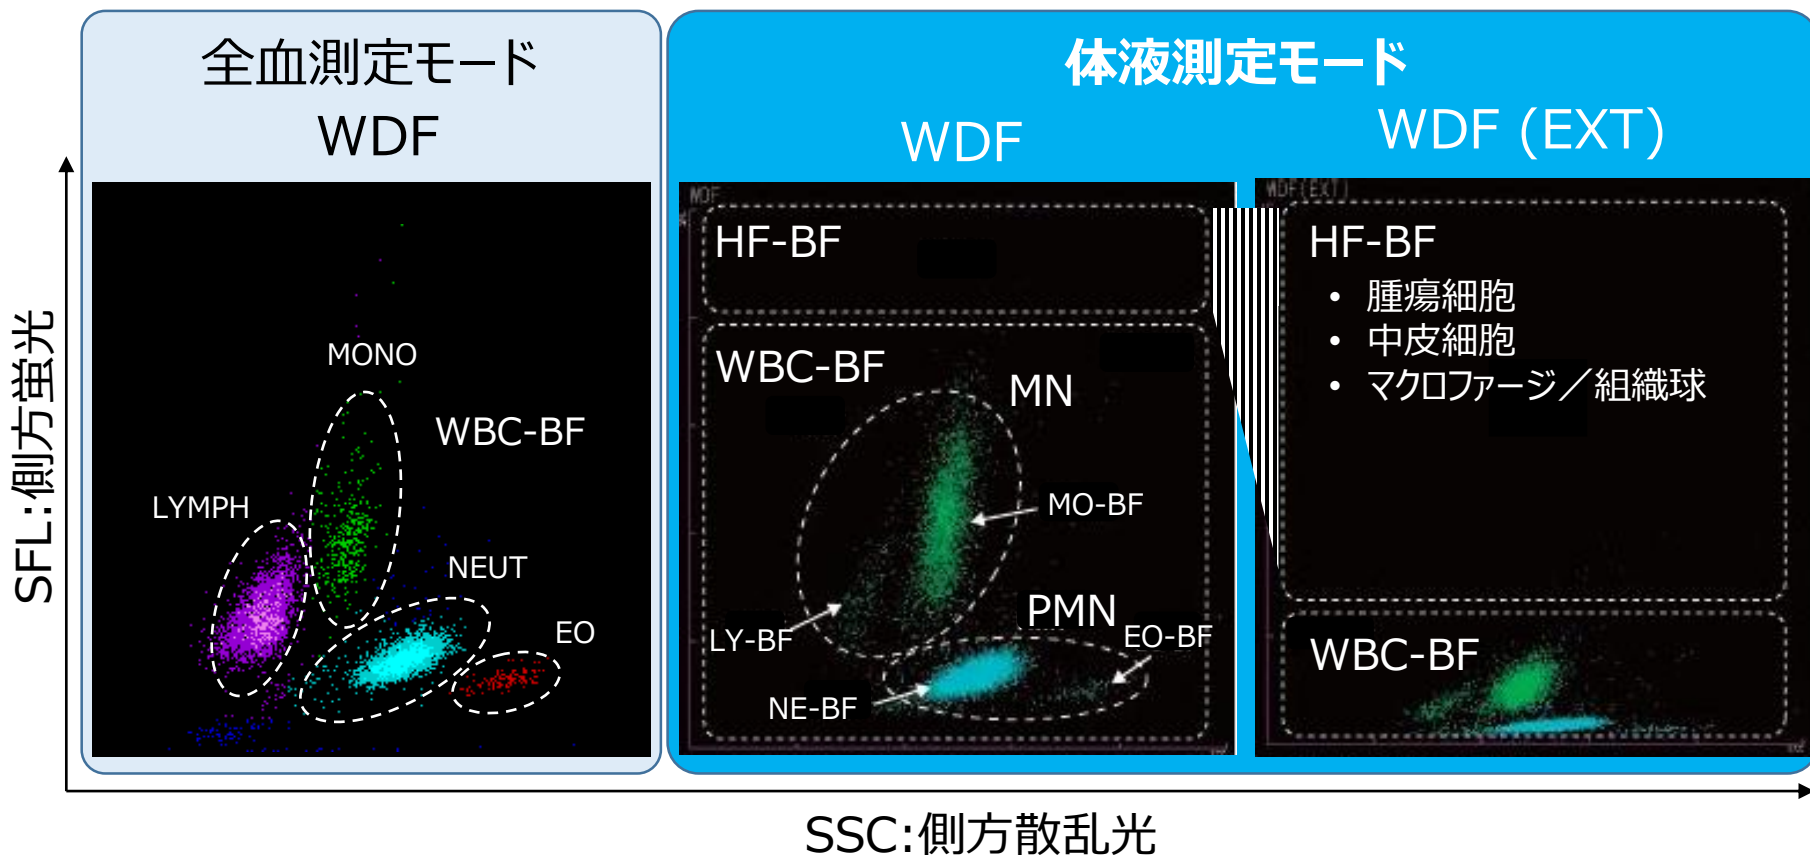 全血測定モード
WDF
体液測定モード
WDF
WDF (EXT)
SFL:側方蛍光
MONO
WBC-BF
LYMPH
NEUT
EO
WDF
HF-BF
WBC-BF
MN
MO-BF
PMN
LY-BF
EO-BF
NE-BF
WDF(EXT)
HF-BF
• 腫瘍細胞
• 中皮細胞
• マクロファージ／組織球
WBC-BF
SSC:側方散乱光